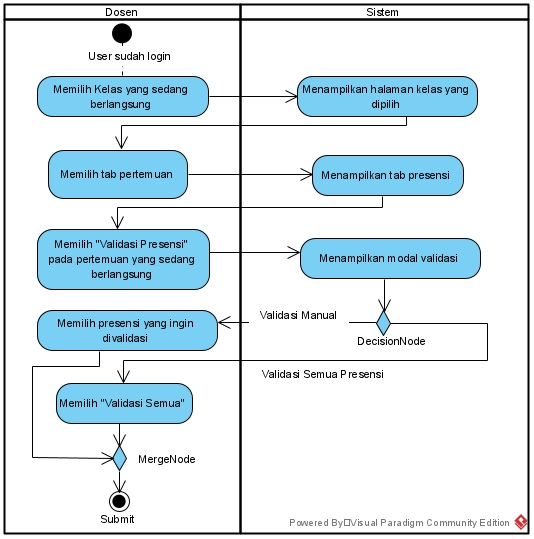 Dosen
Sistem
User sudah login
Memilih Kelas yang sedang
berlangsung
Menampilkan halaman kelas yang
dipilih
Memilih tab pertemuan
Menampilkan tab presensi
Memilih "Validasi Presensi"
pada pertemuan yang sedang
berlangsung
Menampilkan modal validasi
Memilih presensi yang ingin
divalidasi
Validasi Manual
DecisionNode
Validasi Semua Presensi
Memilih "Validasi Semua"
MergeNode
Submit
Powered By Visual Paradigm Community Edition